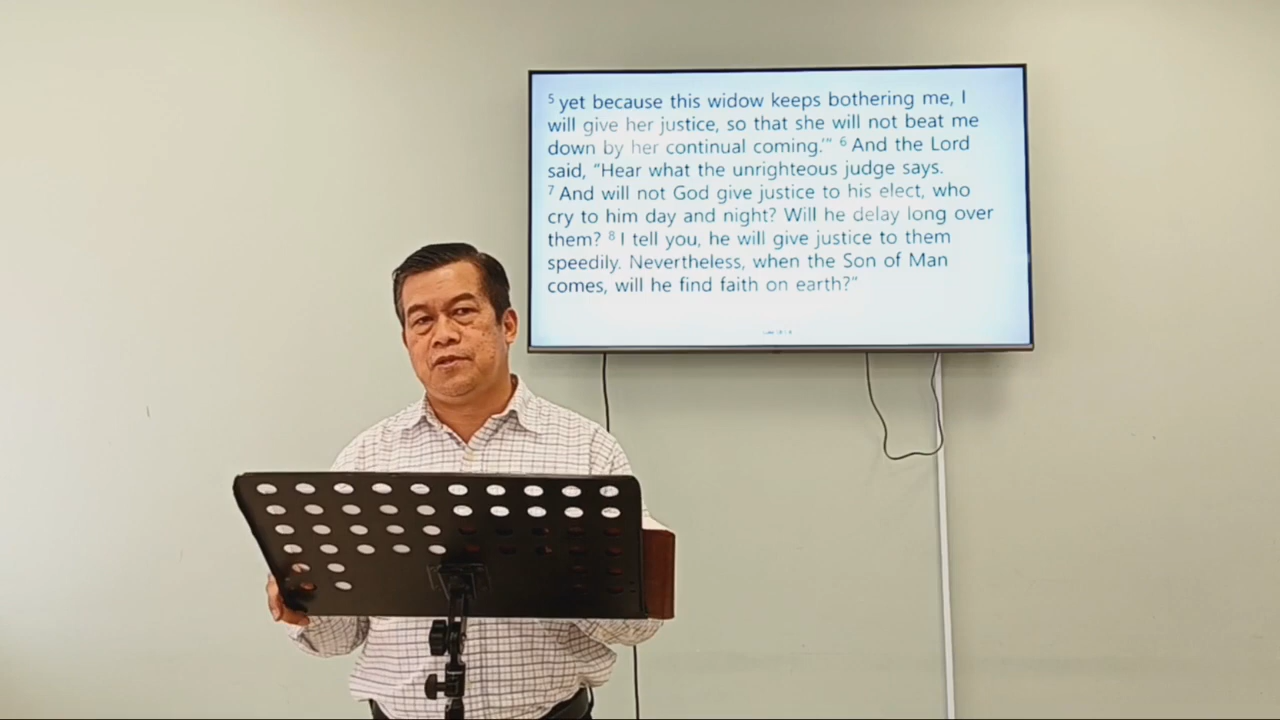 5 yet because this widow keeps bothering me, I
will give her justice, so that she will not beat me
down by her continual coming.’” 6 And the Lord
said, “Hear what the unrighteous judge says.
7 And will not God give justice to his elect, who
cry to him day and night? Will he delay long over
them? 8 I tell you, he will give justice to them
speedily. Nevertheless, when the Son of Man
comes, will he find faith on earth?”